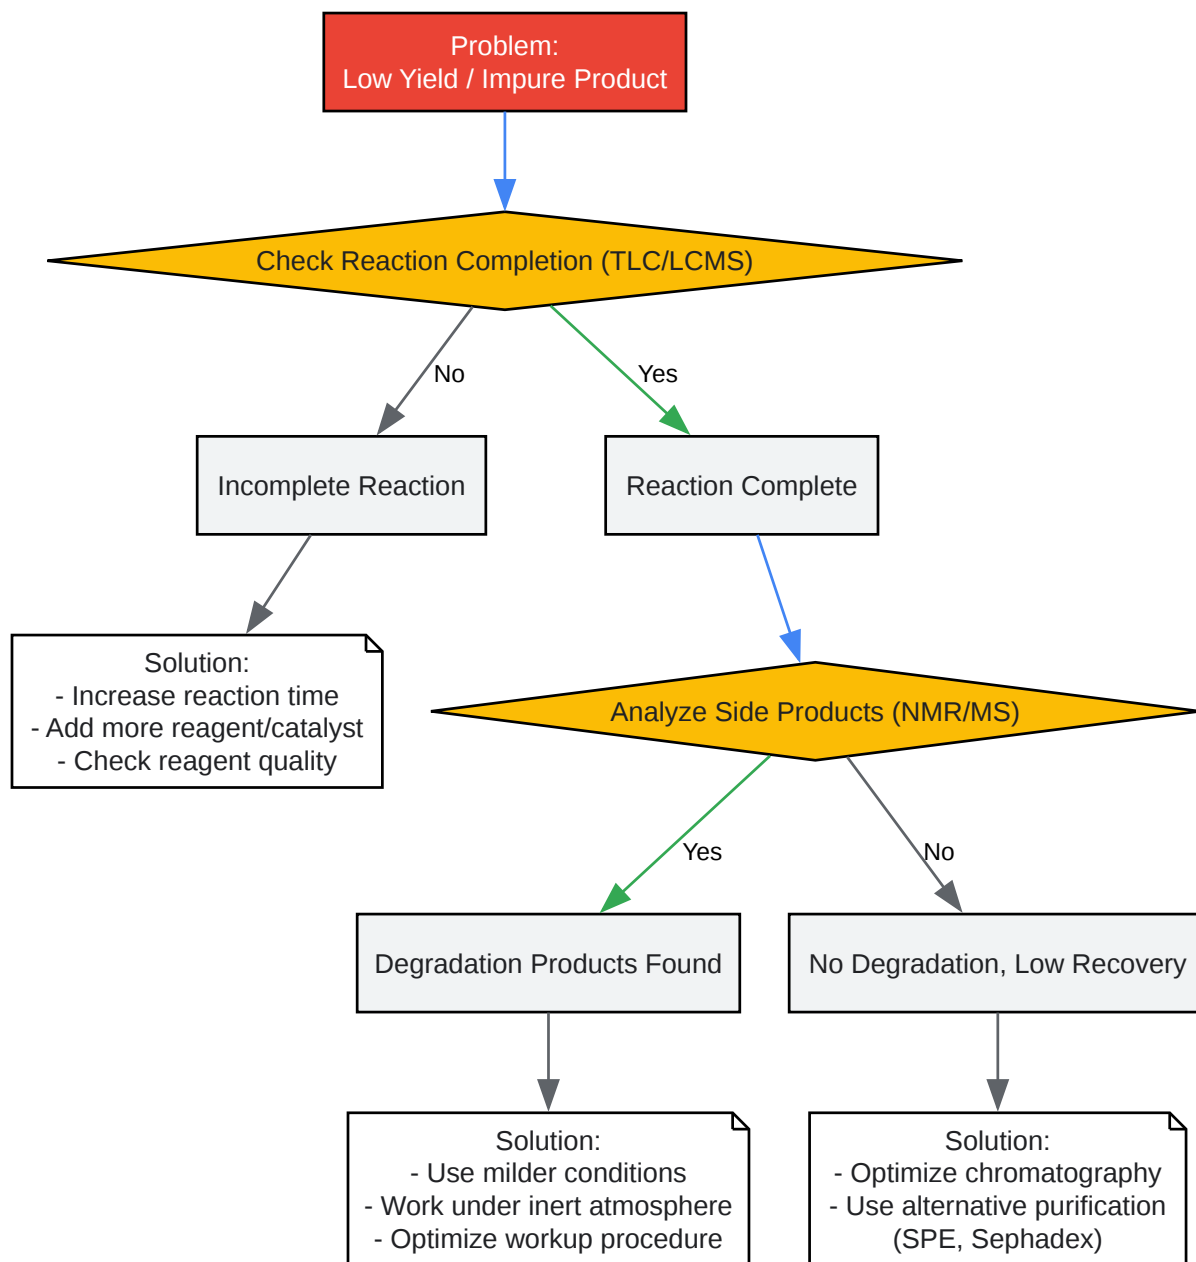 Problem:
Low Yield / Impure Product
Check Reaction Completion (TLC/LCMS)
No
Yes
Incomplete Reaction
Reaction Complete
Solution:
- Increase reaction time
- Add more reagent/catalyst
- Check reagent quality
Analyze Side Products (NMR/MS)
Yes
No
Degradation Products Found
No Degradation, Low Recovery
Solution:
- Use milder conditions
- Work under inert atmosphere
- Optimize workup procedure
Solution:
- Optimize chromatography
- Use alternative purification
(SPE, Sephadex)